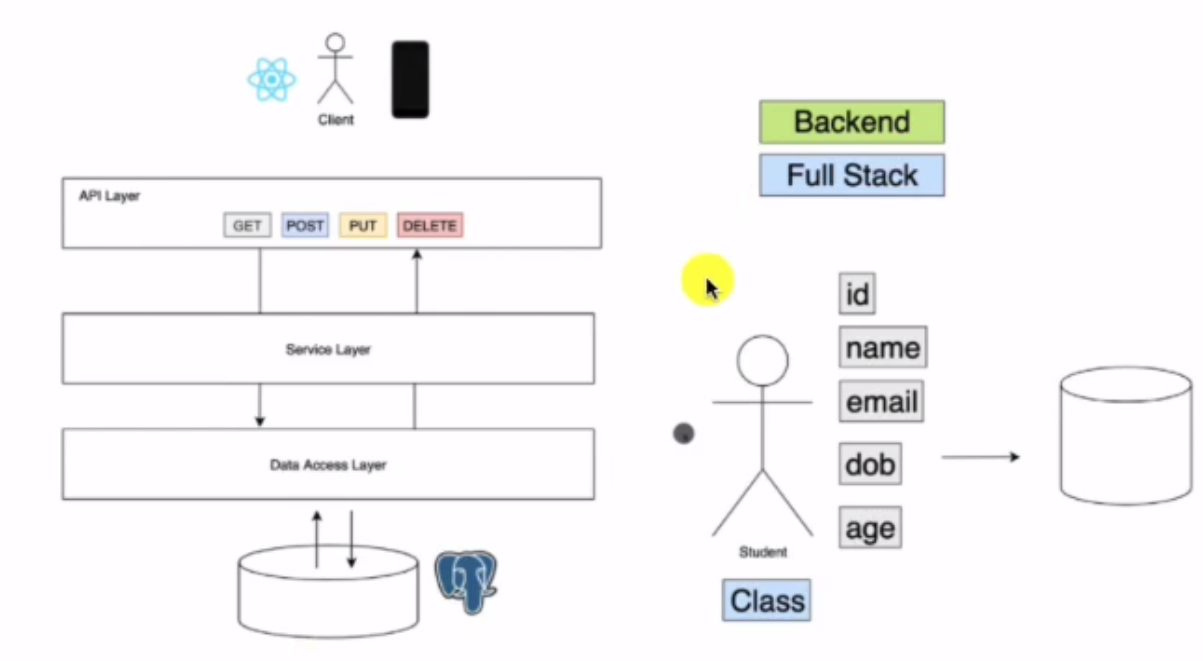 Client
API Layer
GET POST PUT DELETE
Service Layer
Data Access Layer
Backend
Full Stack
id
name
email
dob
age
Student
Class